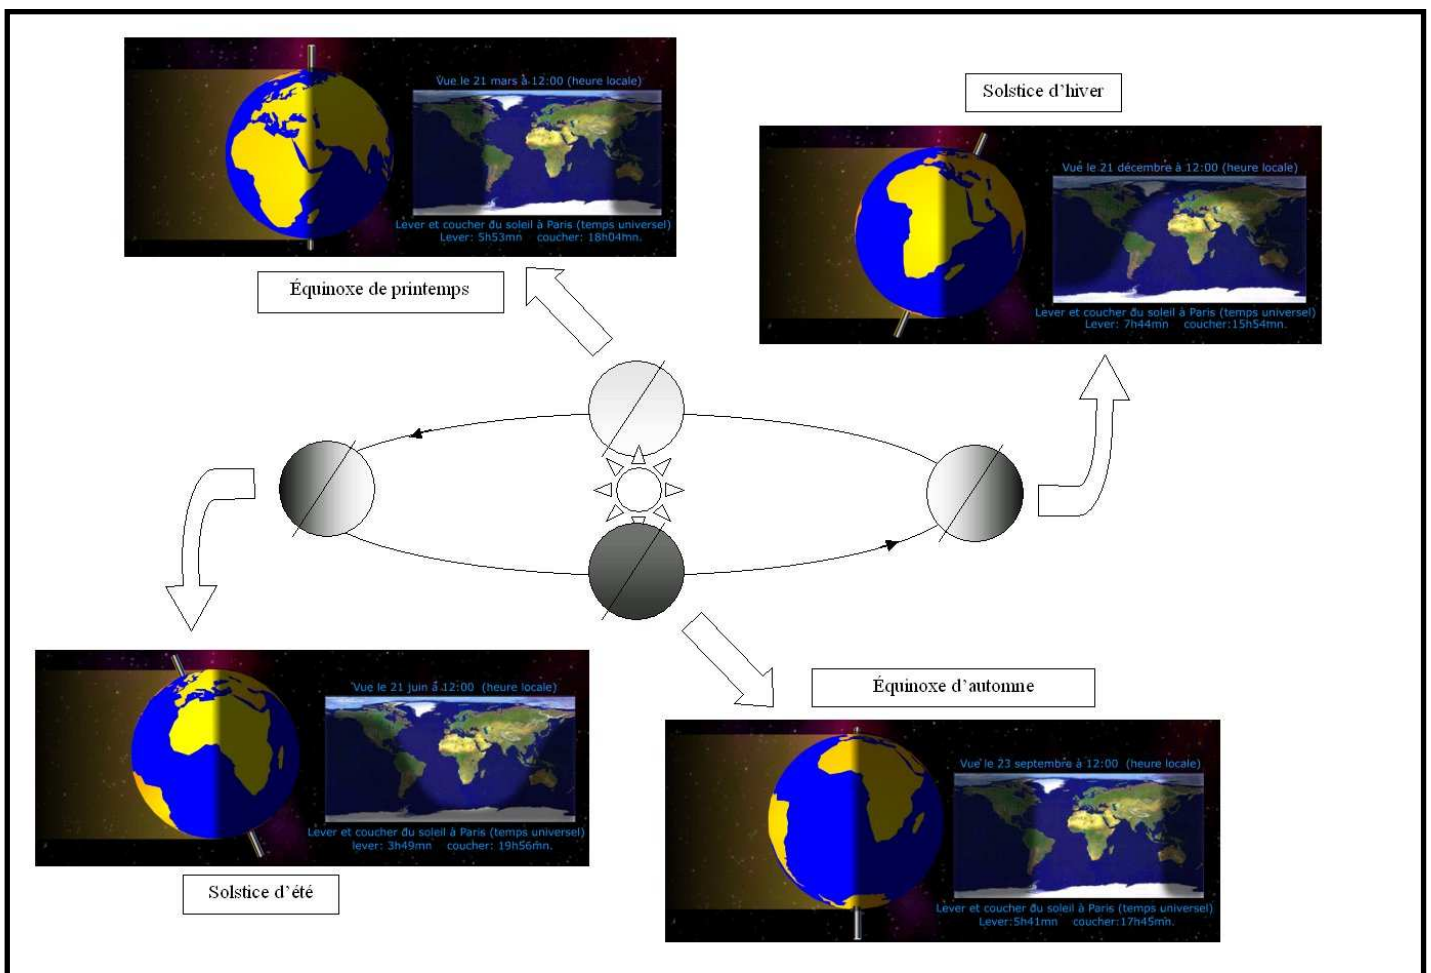 Vue le 21 mars à 12:00 (heure locale)
Lever et coucher du soleil à Paris (temps universel)
Lever: 5h53mn coucher: 18h04mn.
Équinoxe de printemps
Solstice d'hiver
Vue le 21 décembre à 12:00 (heure locale)
Lever et coucher du soleil à Paris (temps universel)
Lever: 7h44mn coucher:15h54mn.
Vue le 21 juin à 12:00 (heure locale)
Lever et coucher du soleil à Paris (temps universel)
lever: 3h49mn coucher: 19h56mn.
Solstice d'été
Équinoxe d'automne
Vue le 23 septembre à 12:00 (heure locale)
Lever et coucher du soleil à Paris (temps universel)
Lever:5h41mn coucher:17h45mn.